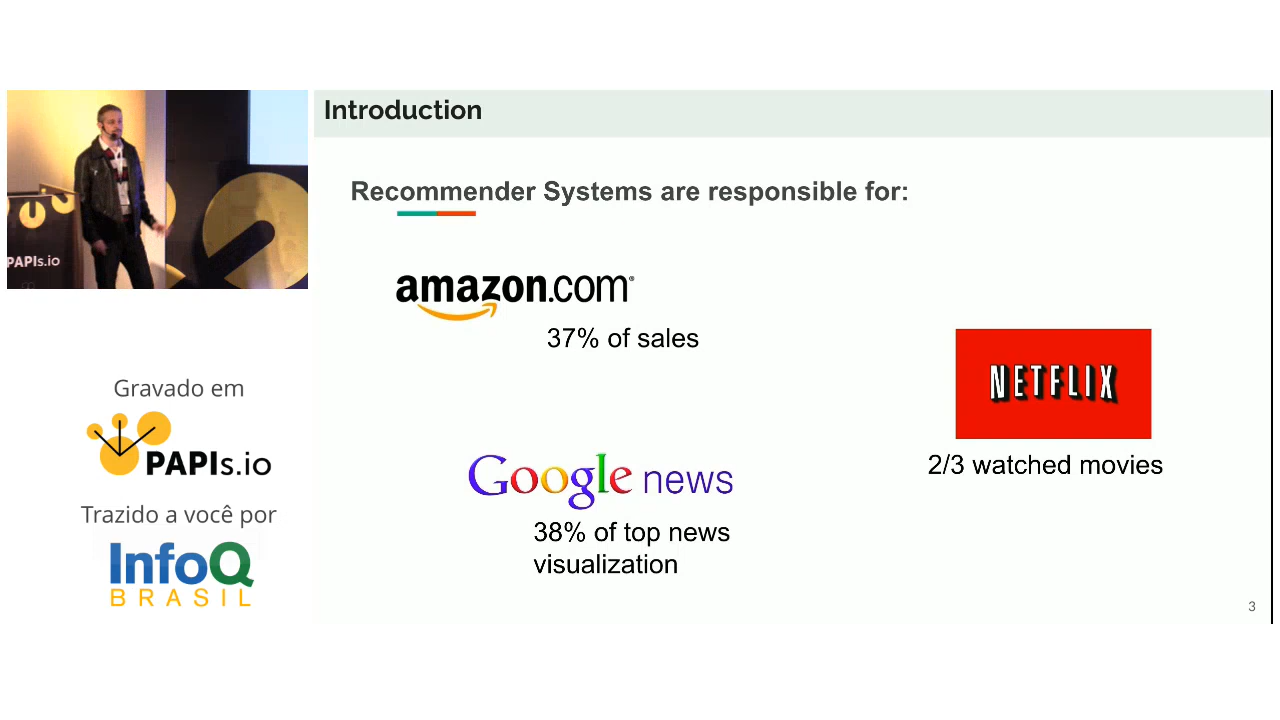 Introduction
Recommender Systems are responsible for:
amazon.com
37% of sales
NETFLIX
2/3 watched movies
Google news
38% of top news
visualization
3
PAPIs.io
Gravado em
PAPIs.io
Trazido a você por
InfoQ
BRASIL